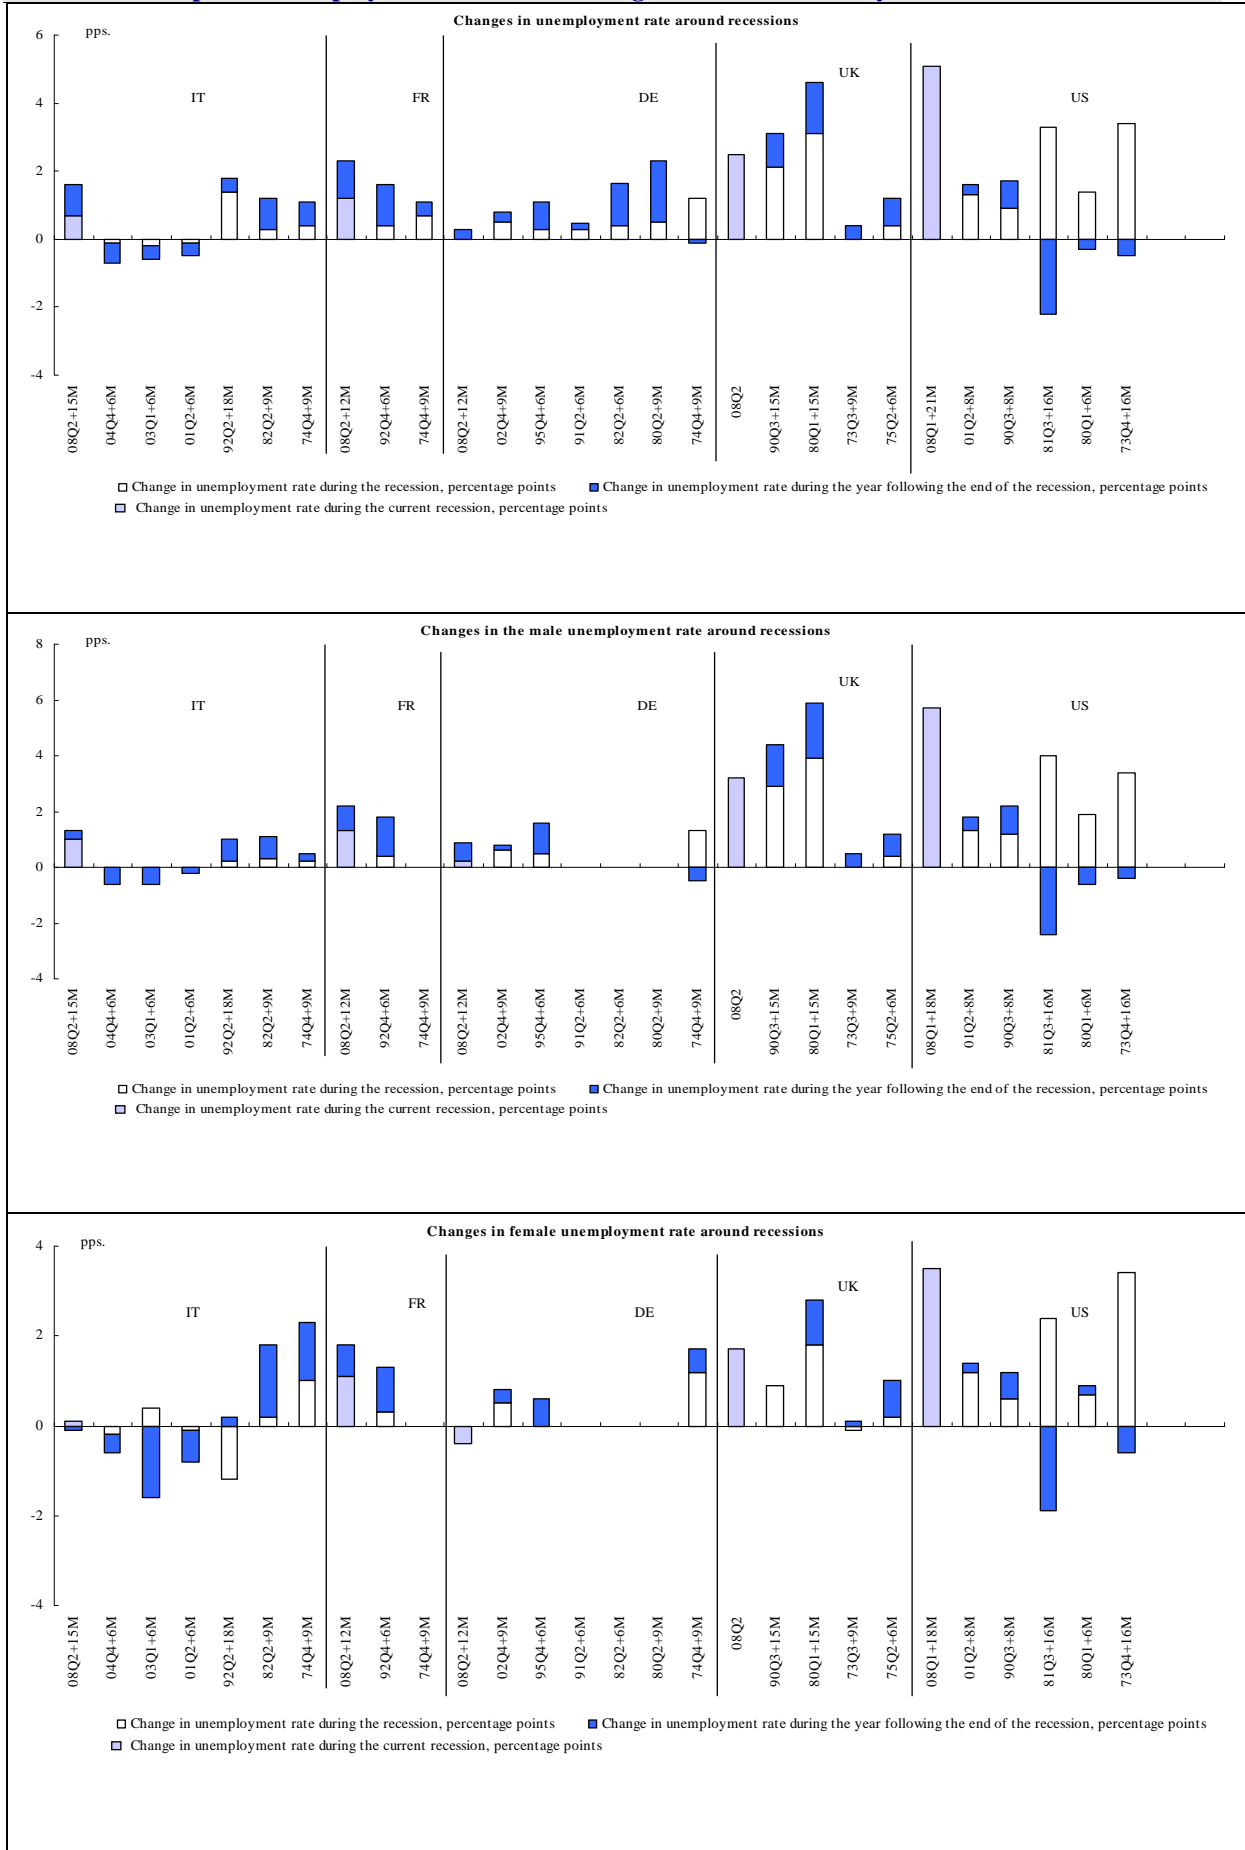 Changes in unemployment rate around recessions
pps.
6
4
2
0
-2
-4
IT
FR
DE
UK
US
08Q2+15M
04Q4+6M
03Q1+6M
01Q2+6M
92Q2+18M
82Q2+9M
74Q4+9M
08Q2+12M
92Q4+6M
74Q4+9M
08Q2+12M
02Q4+9M
95Q4+6M
91Q2+6M
82Q2+6M
80Q2+9M
74Q4+9M
08Q2
90Q3+15M
80Q1+15M
73Q3+9M
75Q2+6M
08Q1+21M
01Q2+8M
90Q3+8M
81Q3+16M
80Q1+6M
73Q4+16M
Change in unemployment rate during the recession, percentage points
Change in unemployment rate during the year following the end of the recession, percentage points
Change in unemployment rate during the current recession, percentage points
Changes in the male unemployment rate around recessions
pps.
8
6
4
2
0
-2
-4
IT
FR
DE
UK
US
08Q2+15M
04Q4+6M
03Q1+6M
01Q2+6M
92Q2+18M
82Q2+9M
74Q4+9M
08Q2+12M
92Q4+6M
74Q4+9M
08Q2+12M
02Q4+9M
95Q4+6M
91Q2+6M
82Q2+6M
80Q2+9M
74Q4+9M
08Q2
90Q3+15M
80Q1+15M
73Q3+9M
75Q2+6M
08Q1+18M
01Q2+8M
90Q3+8M
81Q3+16M
80Q1+6M
73Q4+16M
Change in unemployment rate during the recession, percentage points
Change in unemployment rate during the year following the end of the recession, percentage points
Change in unemployment rate during the current recession, percentage points
Changes in female unemployment rate around recessions
pps.
4
2
0
-2
-4
IT
FR
DE
UK
US
08Q2+15M
04Q4+6M
03Q1+6M
01Q2+6M
92Q2+18M
82Q2+9M
74Q4+9M
08Q2+12M
92Q4+6M
74Q4+9M
08Q2+12M
02Q4+9M
95Q4+6M
91Q2+6M
82Q2+6M
80Q2+9M
74Q4+9M
08Q2
90Q3+15M
80Q1+15M
73Q3+9M
75Q2+6M
08Q1+18M
01Q2+8M
90Q3+8M
81Q3+16M
80Q1+6M
73Q4+16M
Change in unemployment rate during the recession, percentage points
Change in unemployment rate during the year following the end of the recession, percentage points
Change in unemployment rate during the current recession, percentage points